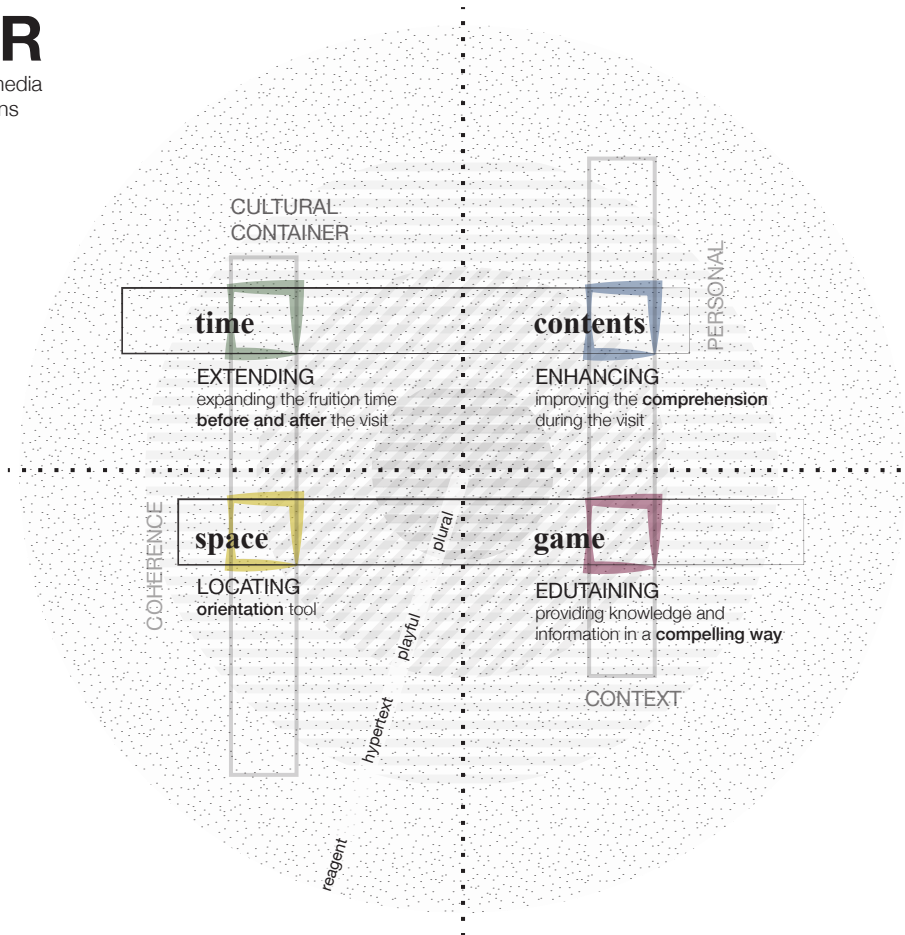 R
nedia
ns
CULTURAL
CONTAINER
PERSONAL
time
contents
EXTENDING
expanding the fruition time
before and after the visit
ENHANCING
improving the comprehension
during the visit
COHERENCE
plural
space
game
LOCATING
orientation tool
EDUTAINING
providing knowledge and
information in a compelling way
playful
CONTEXT
hypertext
reagent